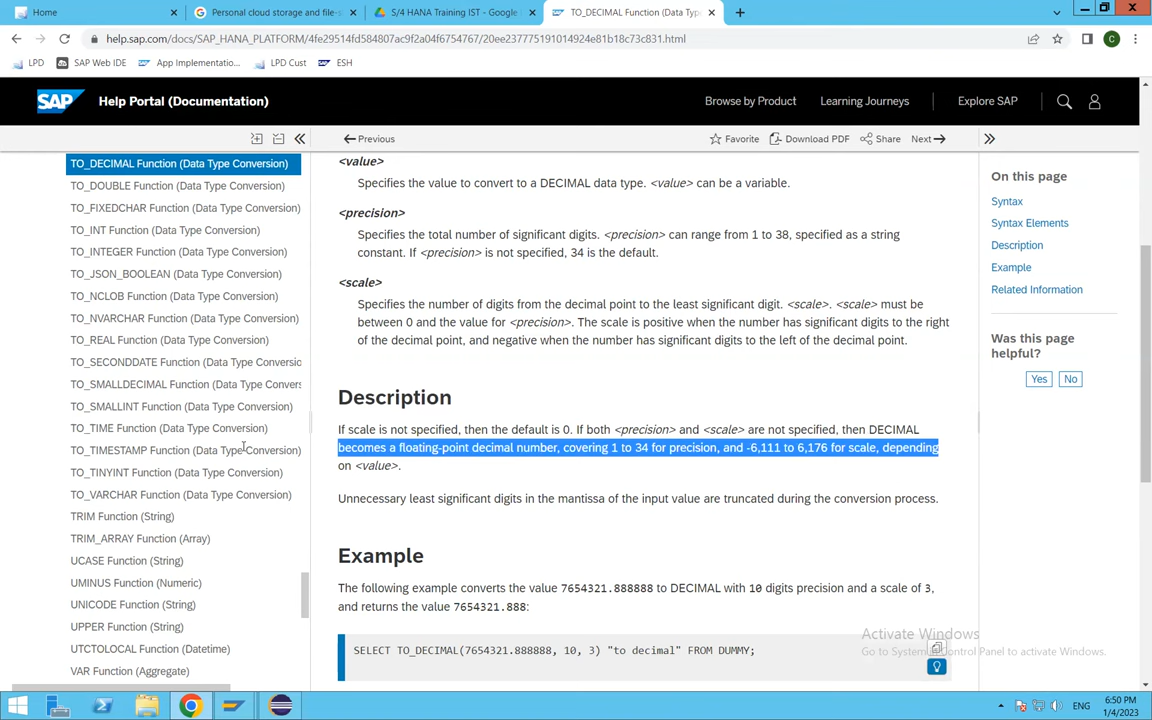 Home
Personal cloud storage and file-s
S/4 HANA Training IST - Google
TO_DECIMAL Function (Data Typ
help.sap.com/docs/SAP_HANA_PLATFORM/4fe29514fd584807ac9f2a04f6754767/20ee237775191014924e81b18c73c831.html
LPD
SAP Web IDE
App Implementatio...
LPD Cust
ESH
SAP
Help Portal (Documentation)
Browse by Product
Learning Journeys
Explore SAP
Previous
Favorite
Download PDF
Share
Next
TO_DECIMAL Function (Data Type Conversion)
TO_DOUBLE Function (Data Type Conversion)
TO_FIXEDCHAR Function (Data Type Conversion)
TO_INT Function (Data Type Conversion)
TO_INTEGER Function (Data Type Conversion)
TO_JSON_BOOLEAN (Data Type Conversion)
TO_NCLOB Function (Data Type Conversion)
TO_NVARCHAR Function (Data Type Conversion)
TO_REAL Function (Data Type Conversion)
TO_SECONDDATE Function (Data Type Conversio
TO_SMALLDECIMAL Function (Data Type Convers
TO_SMALLINT Function (Data Type Conversion)
TO_TIME Function (Data Type Conversion)
TO_TIMESTAMP Function (Data Type Conversion)
TO_TINYINT Function (Data Type Conversion)
TO_VARCHAR Function (Data Type Conversion)
TRIM Function (String)
TRIM_ARRAY Function (Array)
UCASE Function (String)
UMINUS Function (Numeric)
UNICODE Function (String)
UPPER Function (String)
UTCTOLOCAL Function (Datetime)
VAR Function (Aggregate)
<value>
Specifies the value to convert to a DECIMAL data type. <value> can be a variable.
<precision>
Specifies the total number of significant digits. <precision> can range from 1 to 38, specified as a string
constant. If <precision> is not specified, 34 is the default.
<scale>
Specifies the number of digits from the decimal point to the least significant digit. <scale>. <scale> must be
between 0 and the value for <precision>. The scale is positive when the number has significant digits to the right
of the decimal point, and negative when the number has significant digits to the left of the decimal point.
Description
If scale is not specified, then the default is 0. If both <precision> and <scale> are not specified, then DECIMAL
becomes a floating-point decimal number, covering 1 to 34 for precision, and -6,111 to 6,176 for scale, depending
on <value>.
Unnecessary least significant digits in the mantissa of the input value are truncated during the conversion process.
Example
The following example converts the value 7654321.888888 to DECIMAL with 10 digits precision and a scale of 3,
and returns the value 7654321.888:
SELECT TO_DECIMAL(7654321.888888, 10, 3) "to decimal" FROM DUMMY;
On this page
Syntax
Syntax Elements
Description
Example
Related Information
Was this page
helpful?
Yes
No
Activate Windows
Go to System in Control Panel to activate Windows.
ENG
6:50 PM
1/4/2023
C